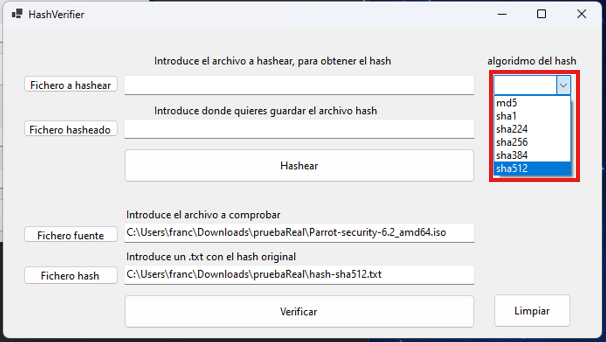 HashVerifier
Introduce el archivo a hashear, para obtener el hash
algoridmo del hash
Fichero a hashear
md5
sha1
sha224
sha256
sha384
sha512
Introduce donde quieres guardar el archivo hash
Fichero hasheado
Hashear
Introduce el archivo a comprobar
Fichero fuente
C:\Users\franc\Downloads\pruebaReal\Parrot-security-6.2_amd64.iso
Introduce un .txt con el hash original
Fichero hash
C:\Users\franc\Downloads\pruebaReal\hash-sha512.txt
Verificar
Limpiar